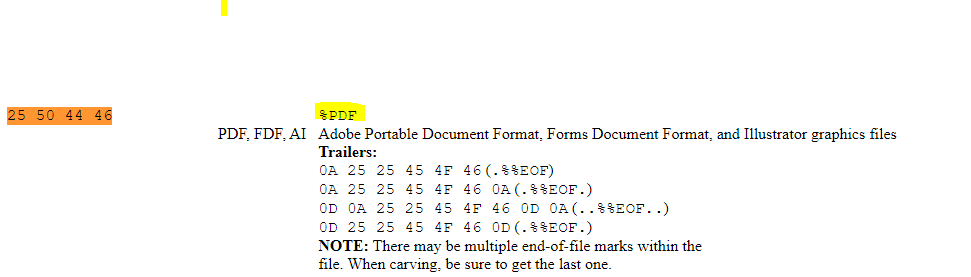 25 50 44 46 %PDF
PDF, FDF, AI Adobe Portable Document Format, Forms Document Format, and Illustrator graphics files
Trailers:
0A 25 25 45 4F 46(.%%EOF)
0A 25 25 45 4F 46 0A(.%%EOF.)
0D 0A 25 25 45 4F 46 0D 0A(..%%EOF..)
0D 25 25 45 4F 46 0D(.%%EOF.)
NOTE: There may be multiple end-of-file marks within the
file. When carving, be sure to get the last one.